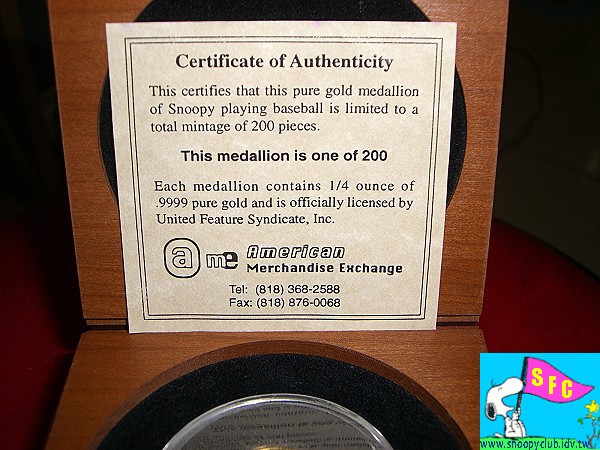 Certificate of Authenticity
This certifies that this pure gold medallion
of Snoopy playing baseball is limited to a
total mintage of 200 pieces.
This medallion is one of 200
Each medallion contains 1/4 ounce of
.9999 pure gold and is officially licensed by
United Feature Syndicate, Inc.
a me American
Merchandise Exchange
Tel: (818) 368-2588
Fax: (818) 876-0068
SFC
www.snoopyclub.idv.tw